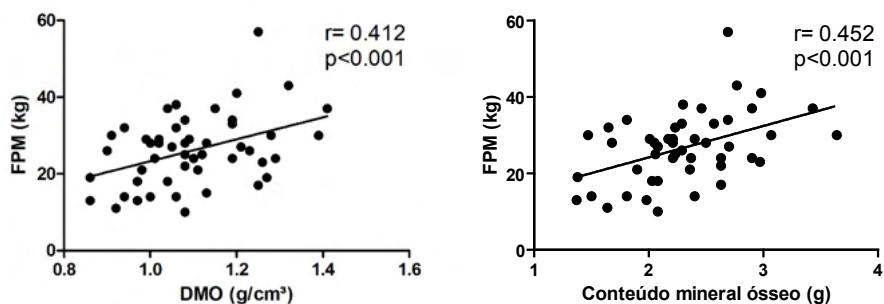 60
40
20
0
FPM (kg)
r= 0.412
p<0.001
0.8 1.0 1.2 1.4 1.6
DMO (g/cm³)
60
40
20
0
FPM (kg)
r= 0.452
p<0.001
1 2 3 4
Conteúdo mineral ósseo (g)